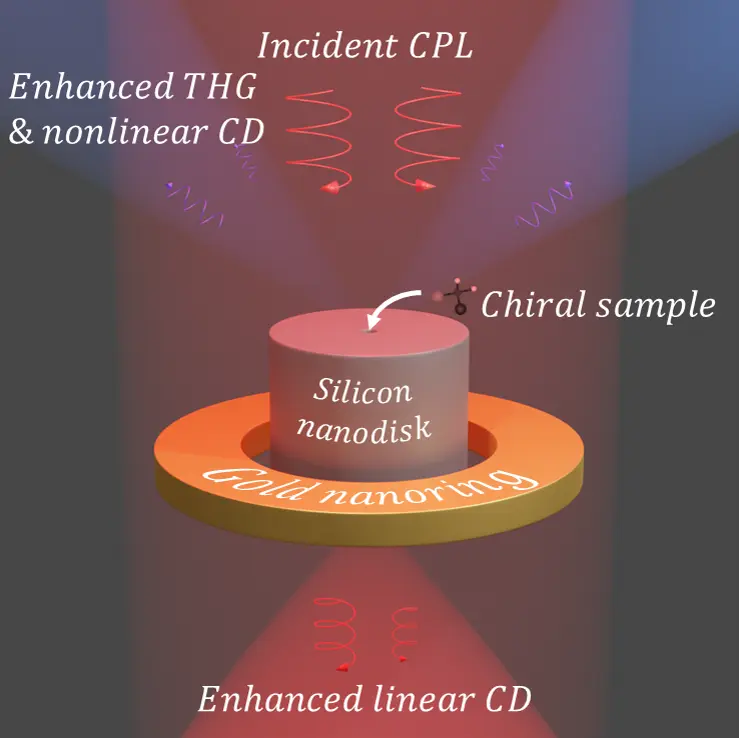 Incident CPL
Enhanced THG
& nonlinear CD
Chiral sample
Silicon
nanodisk
Gold nanoring
Enhanced linear CD